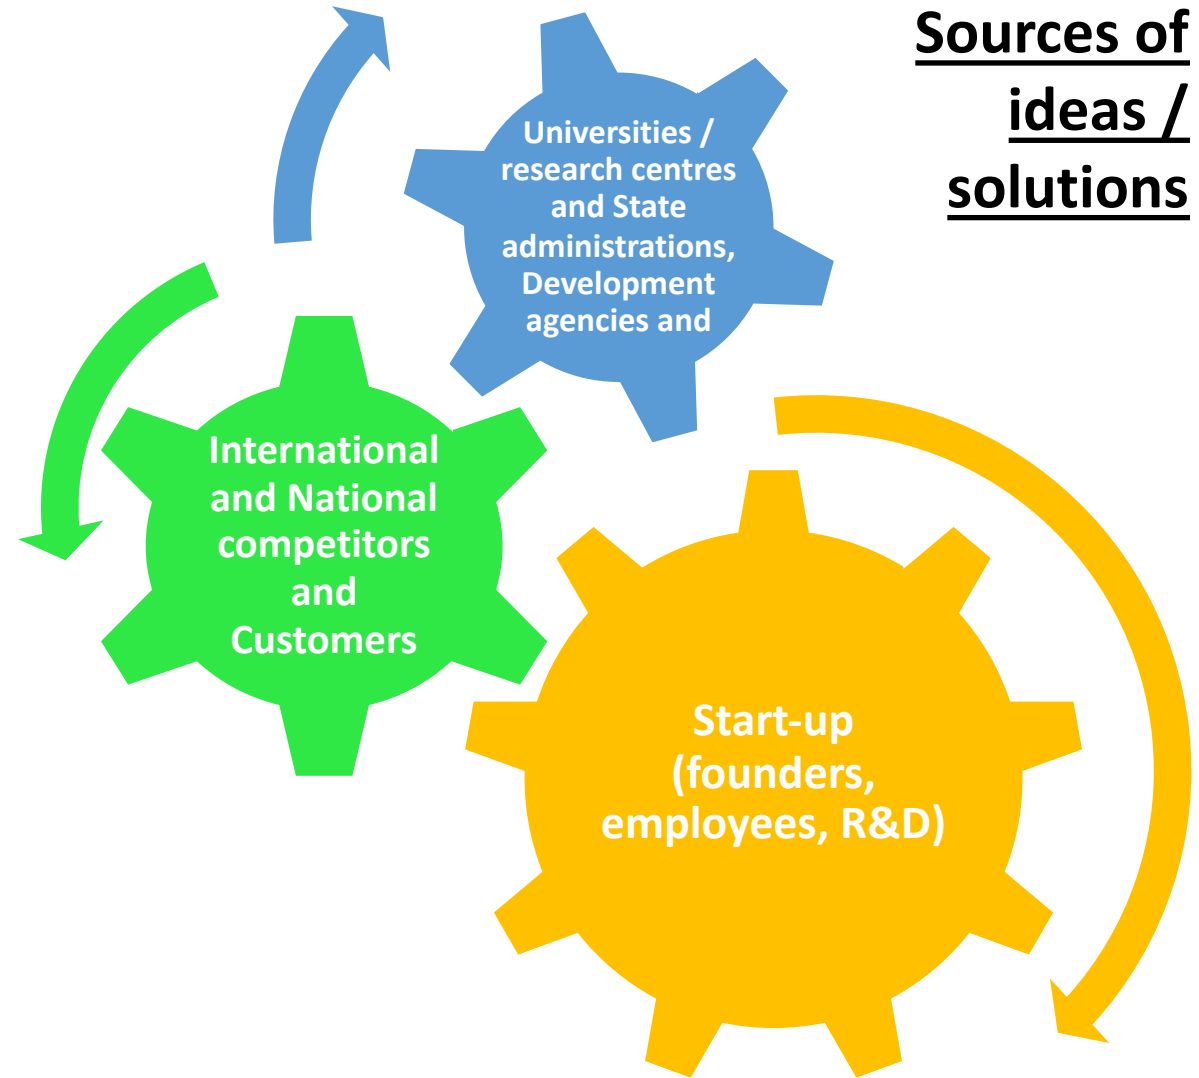 Sources of
ideas /
solutions
Universities /
research centres
and State
administrations,
Development
agencies and
International
and National
competitors
and
Customers
Start-up
(founders,
employees, R&D)